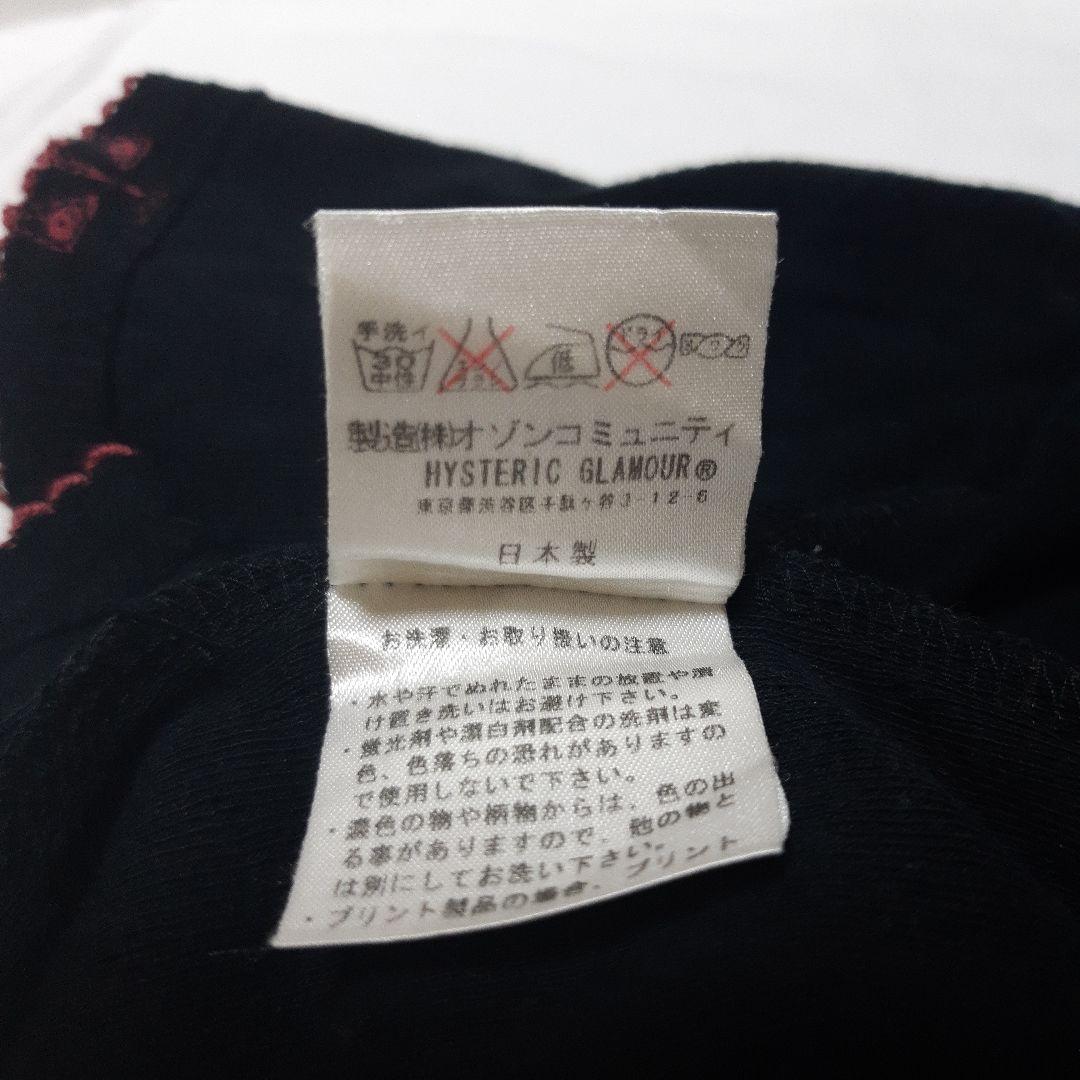 手洗イ
中性 エンソ 低 ドライ
製造(株)オゾンコミュニティ
HYSTERIC GLAMOUR®
東京都渋谷区千駄ヶ谷3-12-6
日本製
お洗濯・お取り扱いの注意
・水や汗でぬれたままの放置や漬
け置き洗いはお避け下さい。
・蛍光剤や漂白剤配合の洗剤は変
色、色落ちの恐れがありますの
で使用しないで下さい。
・濃色の物や柄物からは、色の出
る事がありますので、他の物と
は別にしてお洗い下さい。
・プリント製品の場合、プリント